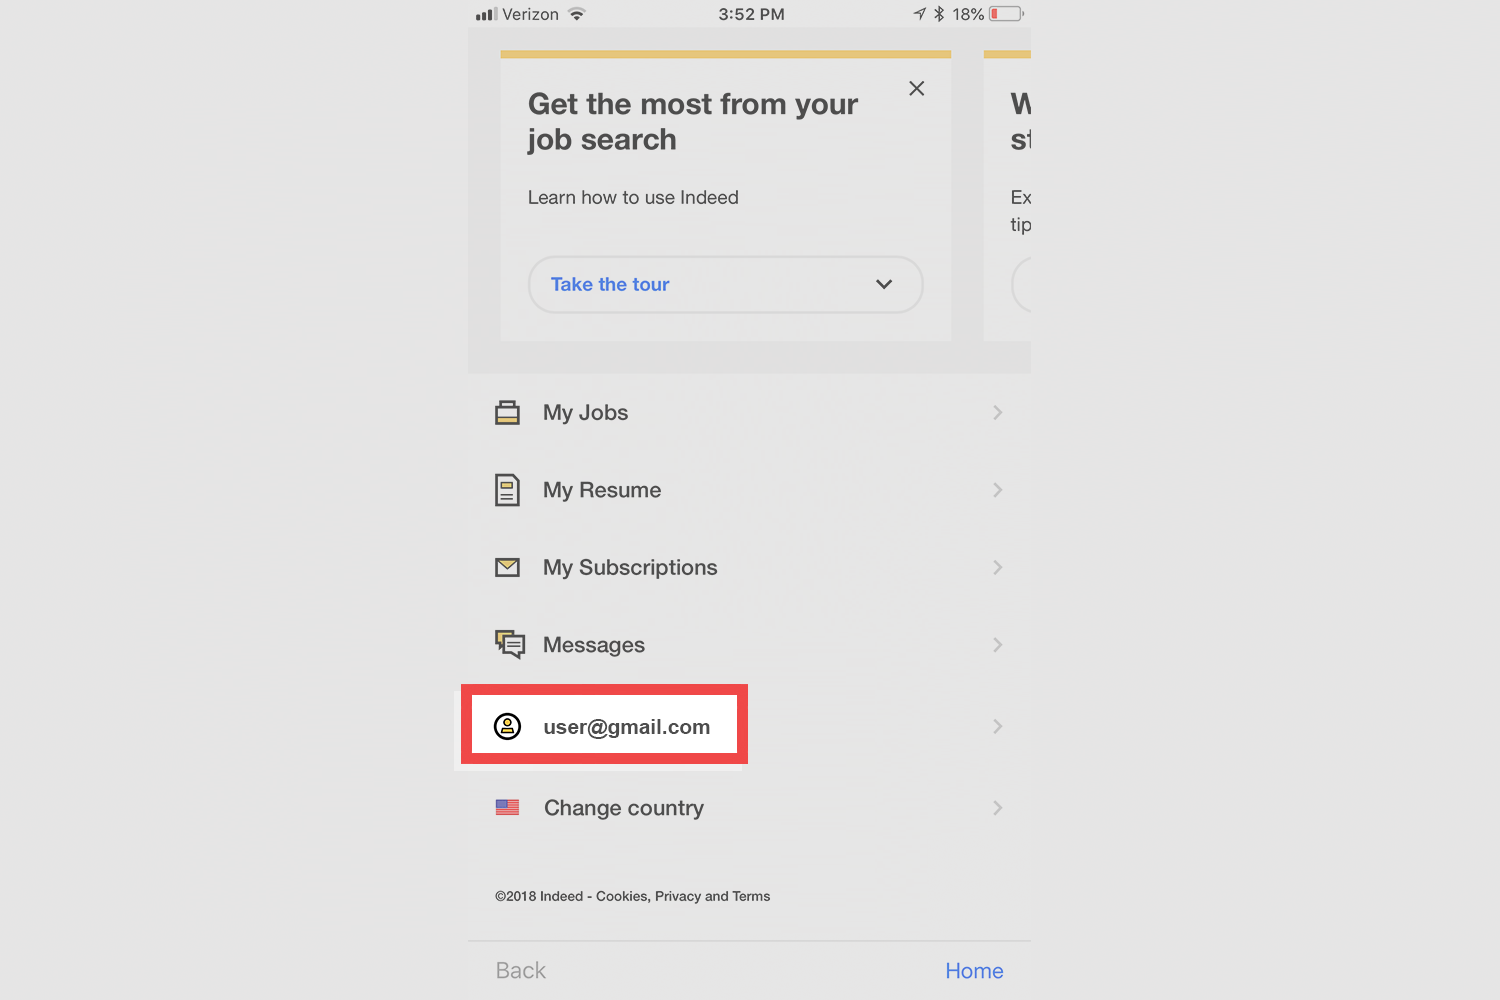 Verizon 3:52 PM 18%
Get the most from your
job search
Learn how to use Indeed
Take the tour
W
st
Ex
tip
My Jobs
My Resume
My Subscriptions
Messages
user@gmail.com
Change country
©2018 Indeed - Cookies, Privacy and Terms
Back Home